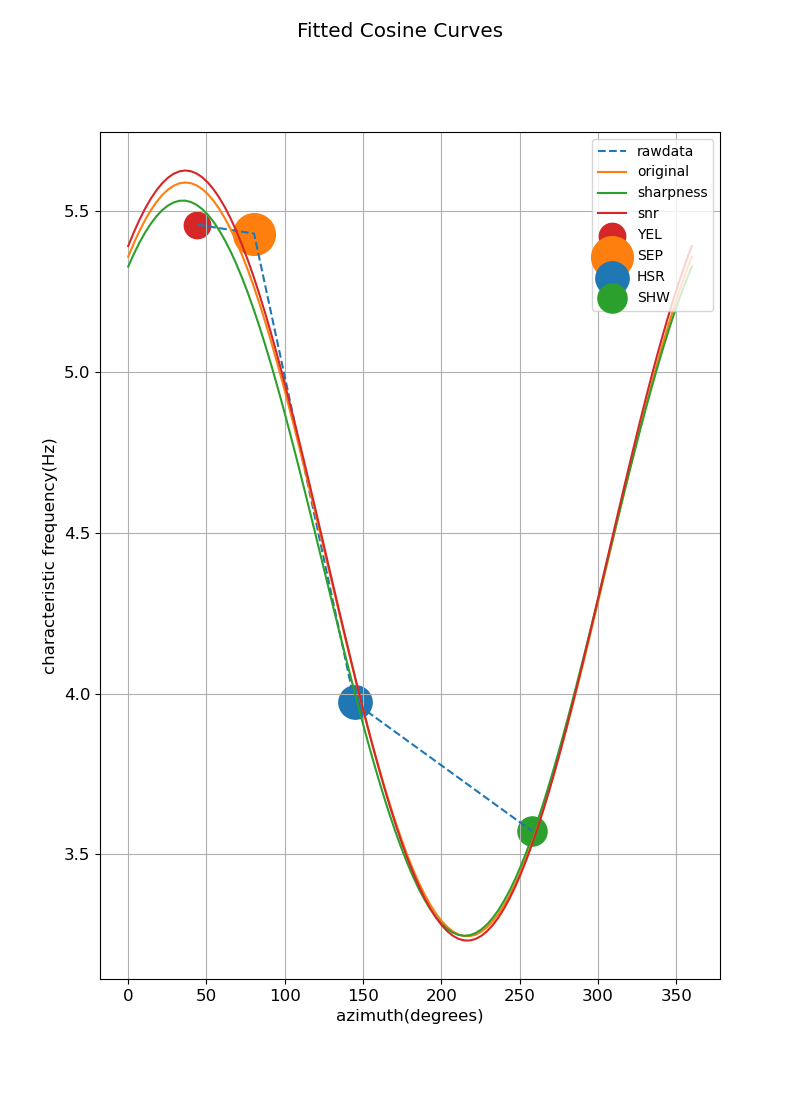 Fitted Cosine Curves
rawdata
original
sharpness
snr
YEL
SEP
HSR
SHW
5.5
5.0
4.5
4.0
3.5
characteristic frequency(Hz)
0 50 100 150 200 250 300 350
azimuth(degrees)